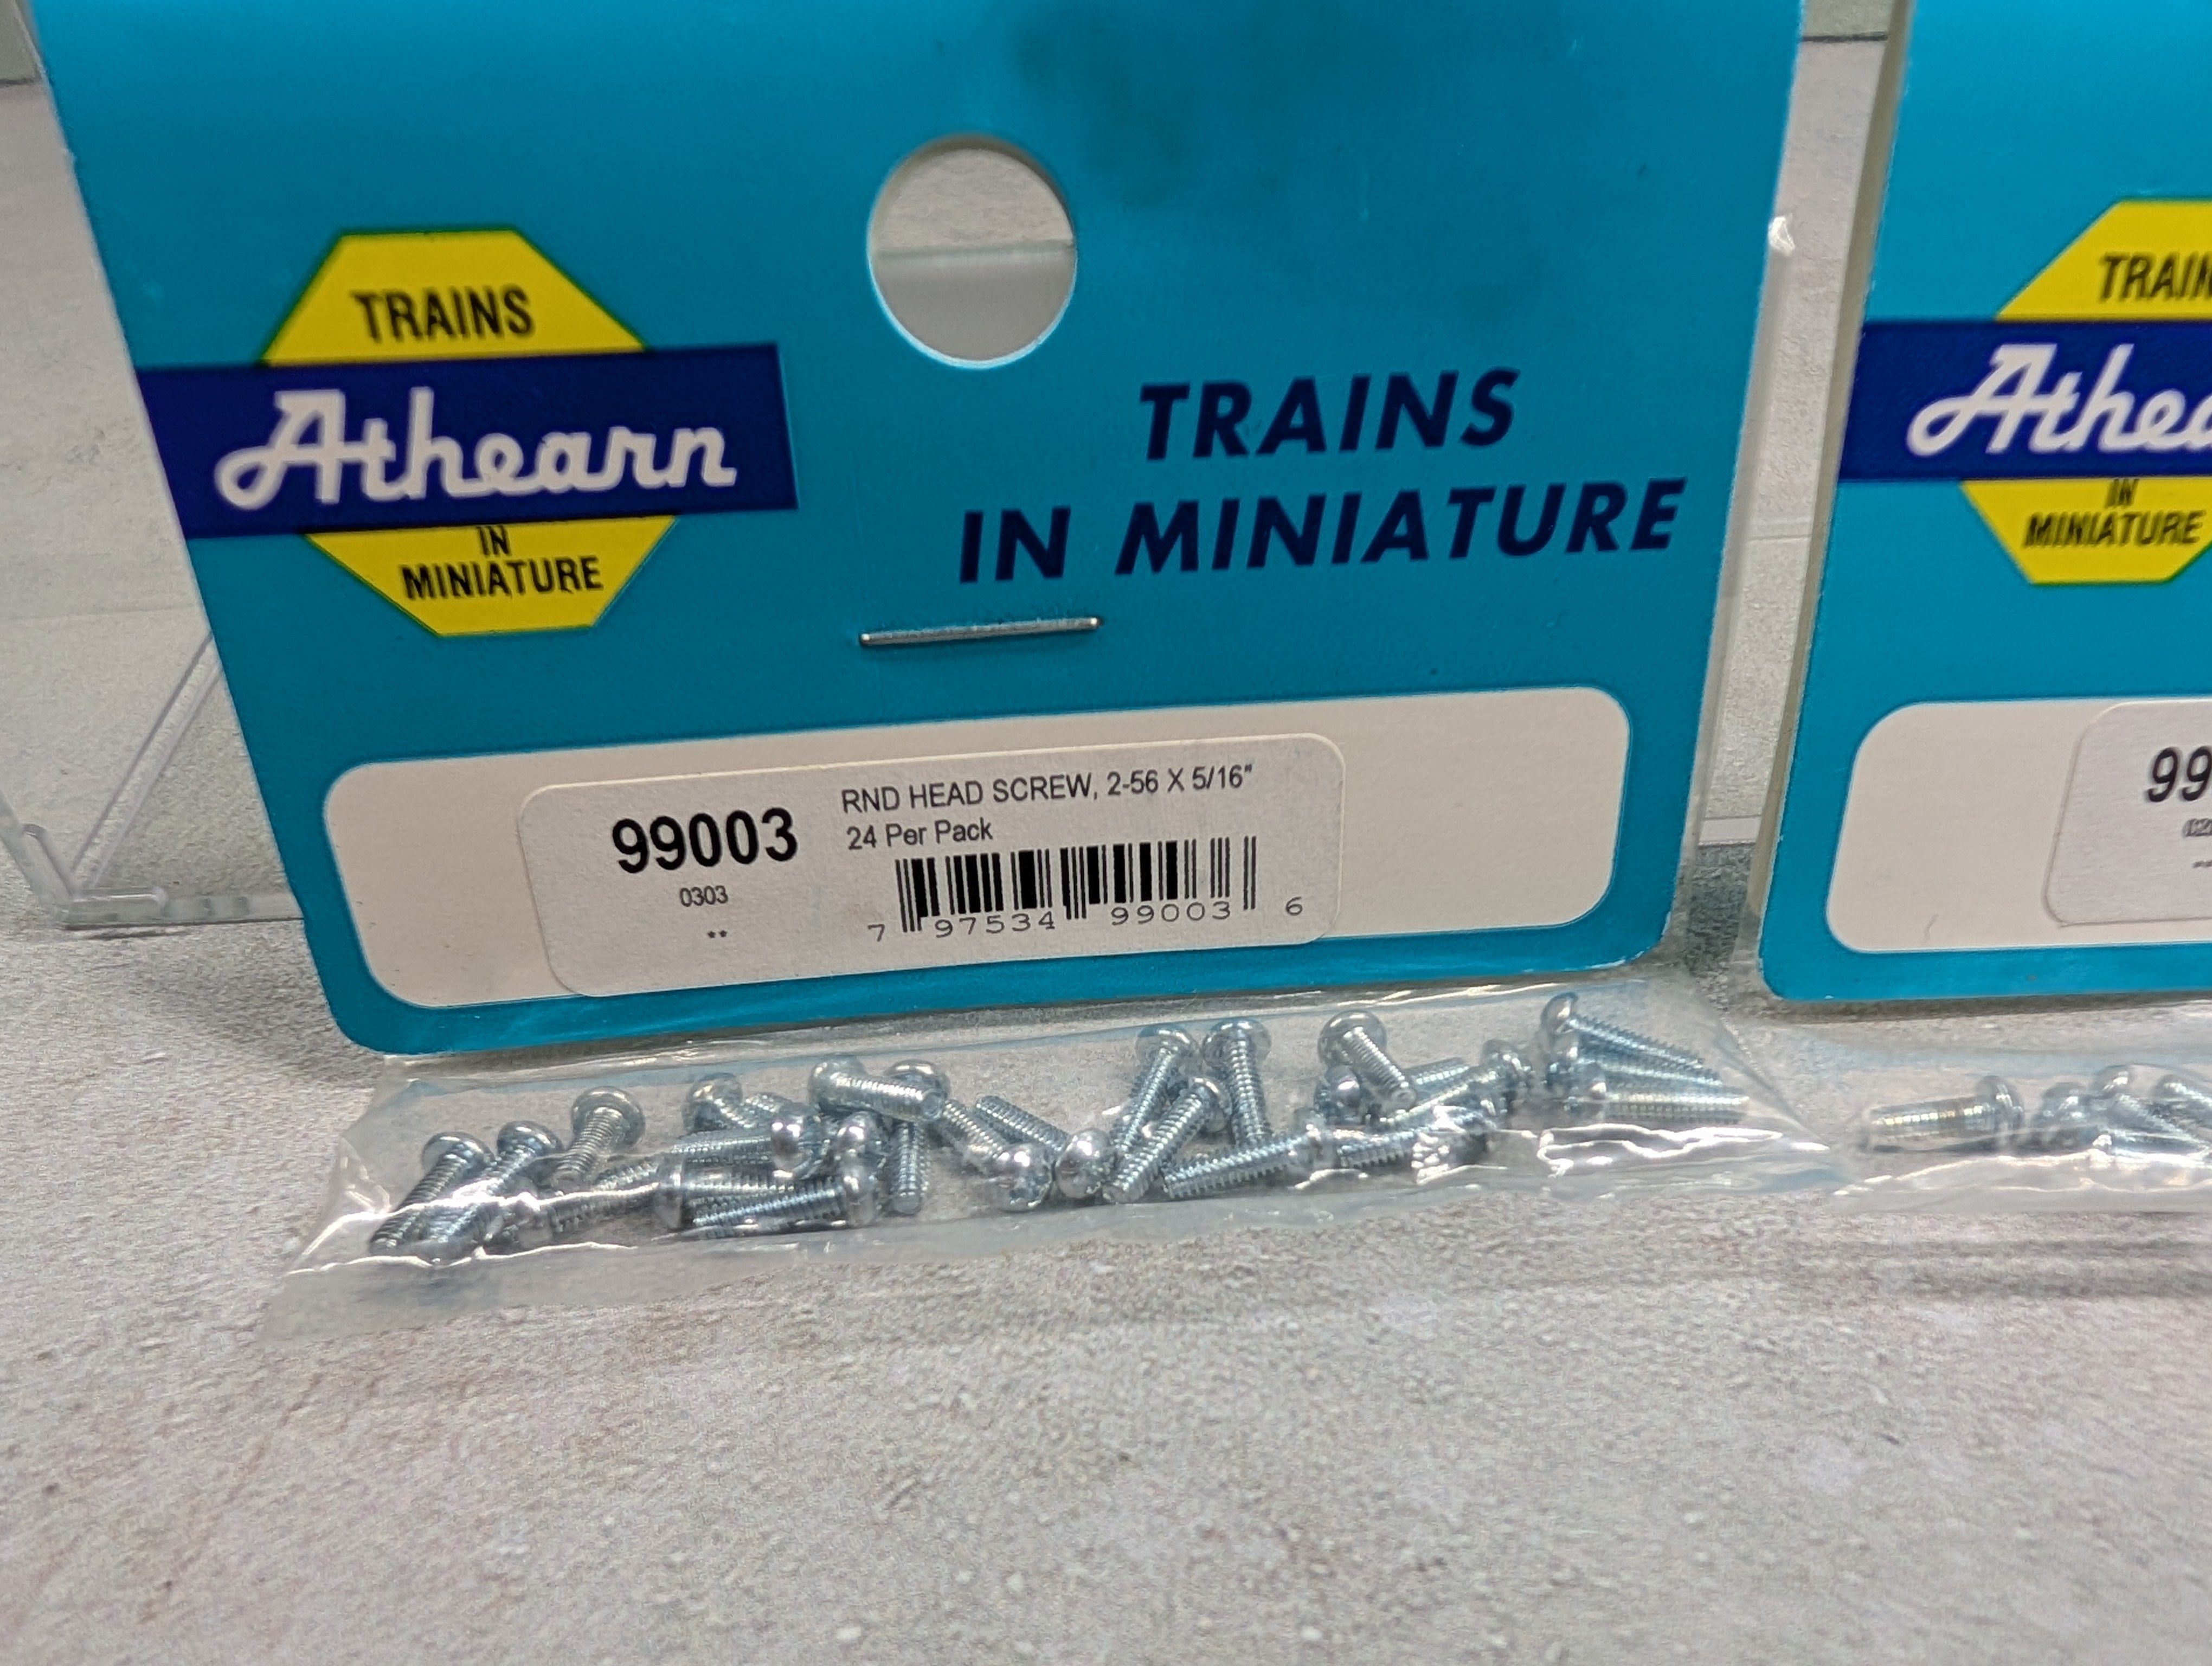 TRAINS
Athearn
IN
MINIATURE
TRAINS
IN MINIATURE
99003
0303
**
RND HEAD SCREW, 2-56 X 5/16"
24 Per Pack
7 97534 99003 6
TRAIN
Athea
IN
MINIATURE
99